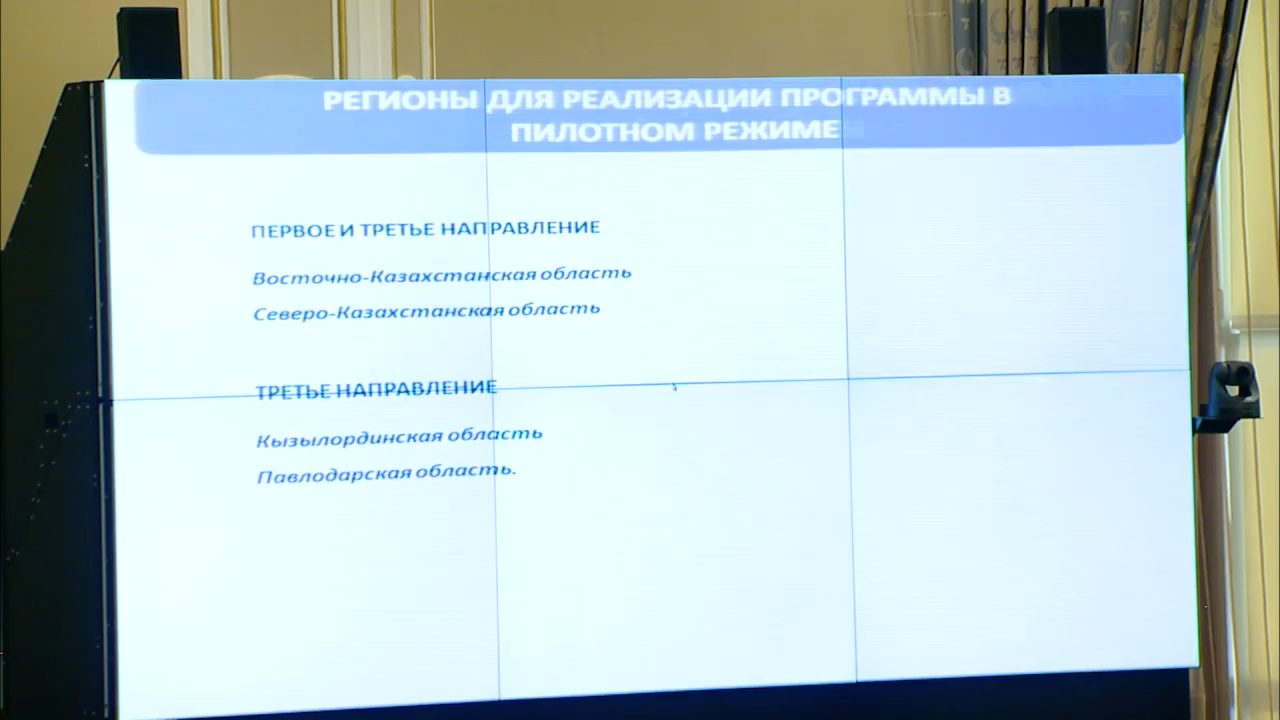 РЕГИОНЫ ДЛЯ РЕАЛИЗАЦИИ ПРОГРАММЫ В
ПИЛОТНОМ РЕЖИМЕ
ПЕРВОЕ И ТРЕТЬЕ НАПРАВЛЕНИЕ
Восточно-Казахстанская область
Северо-Казахстанская область
ТРЕТЬЕ НАПРАВЛЕНИЕ
Кызылординская область
Павлодарская область.